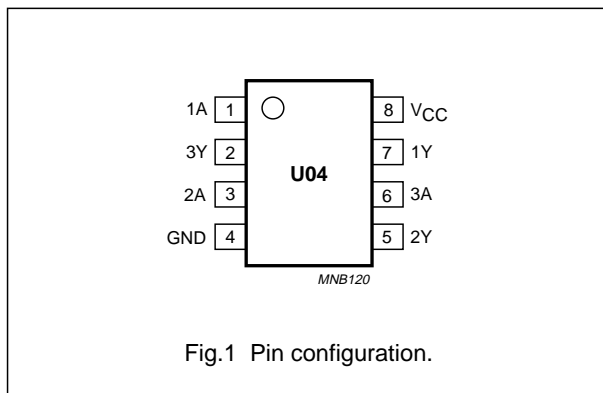 1A 1 8 VCC
3Y 2 7 1Y
U04
2A 3 6 3A
GND 4 5 2Y
MNB120
Fig.1 Pin configuration.